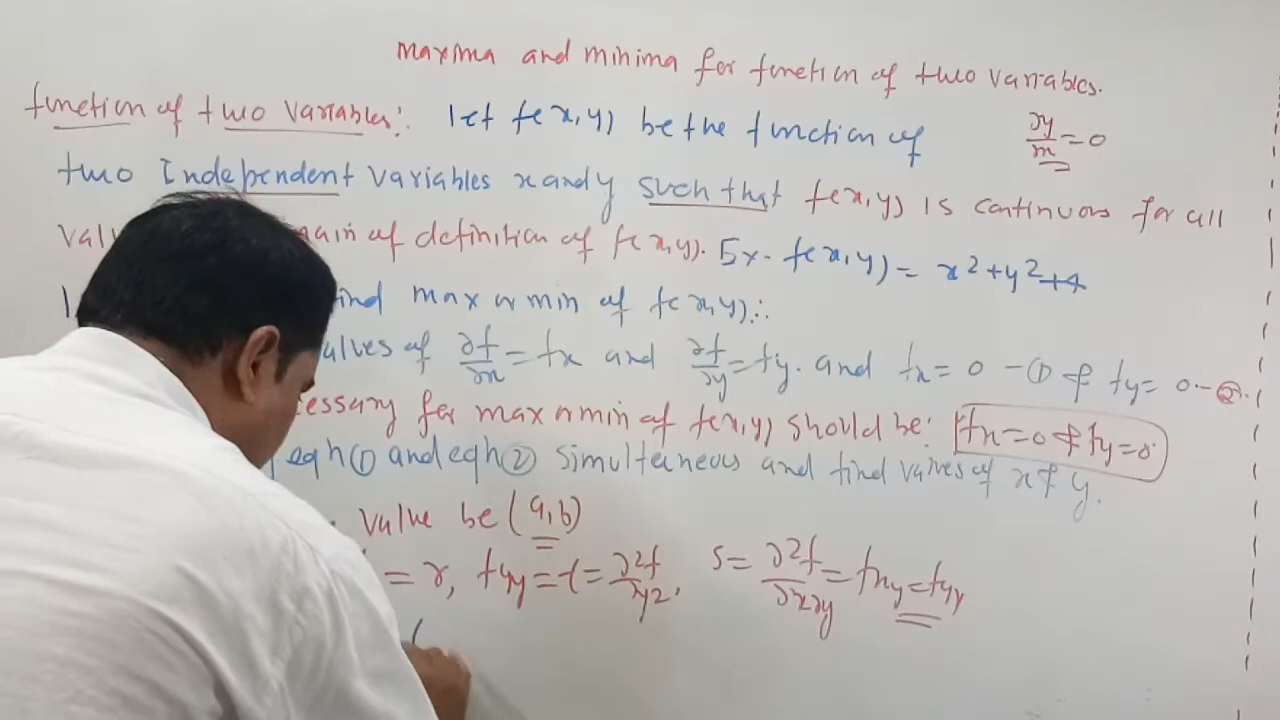 maxima and minima for function of two variables.
function of two variables:. let f(x,y) be the function of
∂y/∂x = 0
two Independent variables x and y such that f(x,y) is continuous for all
main of definition of f(x,y). Ex- f(x,y) = x2+y2+4
find max or min of f(x,y):.
values of ∂f/∂x = fx and ∂f/∂y = fy. and fx = 0 -① & fy = 0 -②.
cessary for max or min of f(x,y) should be: fx=0 & fy=0.
eqn① and eqn② simultaneous and find values of x & y.
value be (a,b)
= r, fyy = t = ∂2f/∂y2, s = ∂2f/∂x∂y = fxy = fyx
(